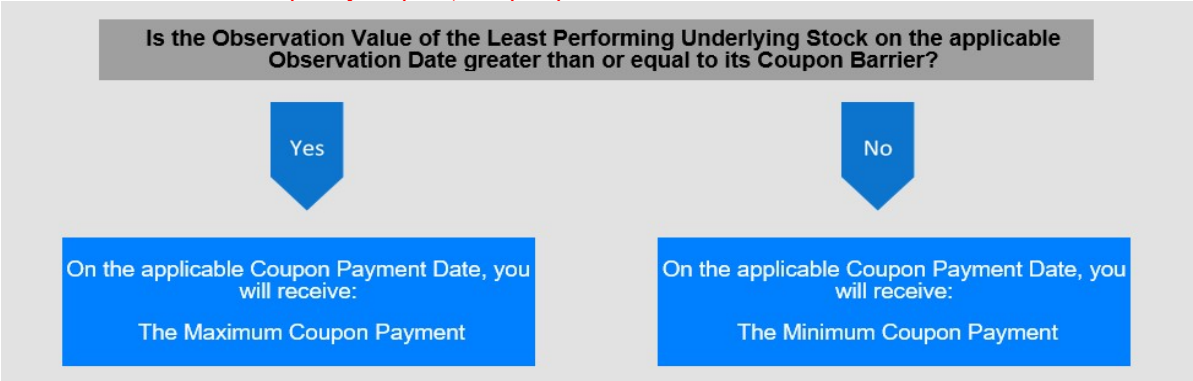 Is the Observation Value of the Least Performing Underlying Stock on the applicable
Observation Date greater than or equal to its Coupon Barrier?
Yes
No
On the applicable Coupon Payment Date, you
will receive:
The Maximum Coupon Payment
On the applicable Coupon Payment Date, you
will receive:
The Minimum Coupon Payment